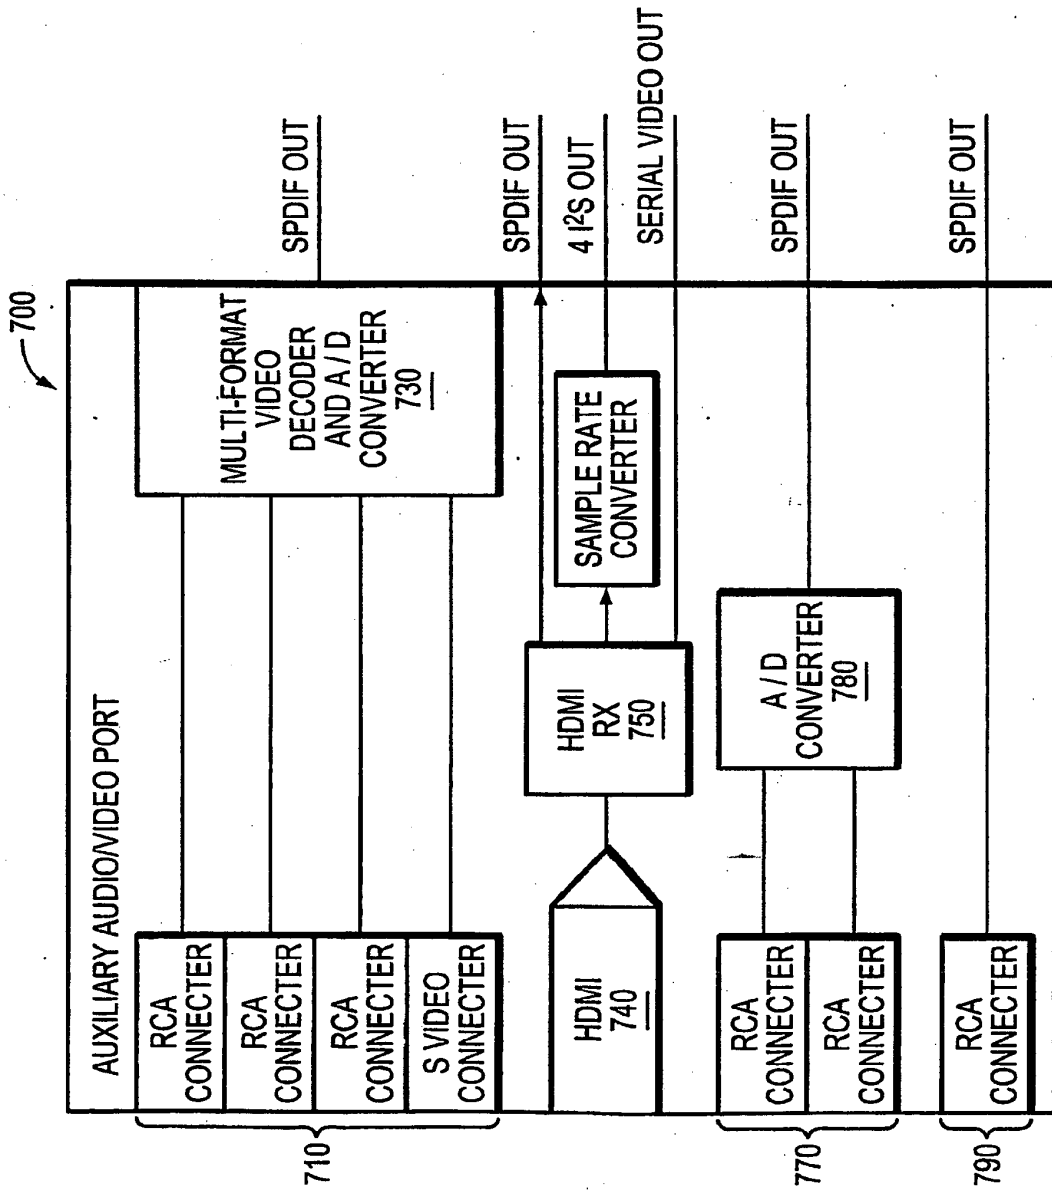 700
AUXILIARY AUDIO/VIDEO PORT
710
RCA
CONNECTER
RCA
CONNECTER
RCA
CONNECTER
S VIDEO
CONNECTER
MULTI-FORMAT
VIDEO
DECODER
AND A / D
CONVERTER
730
SPDIF OUT
HDMI
740
HDMI
RX
750
SAMPLE RATE
CONVERTER
SPDIF OUT
4 I²S OUT
SERIAL VIDEO OUT
770
RCA
CONNECTER
RCA
CONNECTER
A / D
CONVERTER
780
SPDIF OUT
790
RCA
CONNECTER
SPDIF OUT